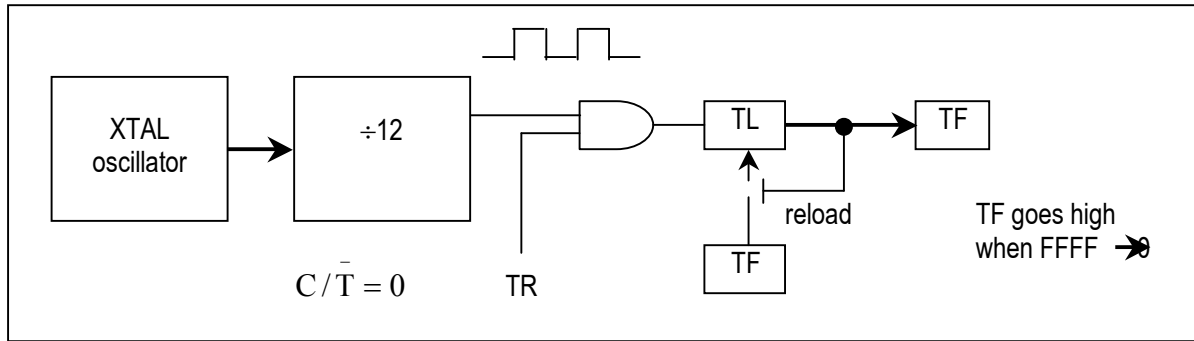 XTAL
oscillator
÷12
TL
TF
reload
TF
TR
C/T̄ = 0
TF goes high
when FFFF → 0